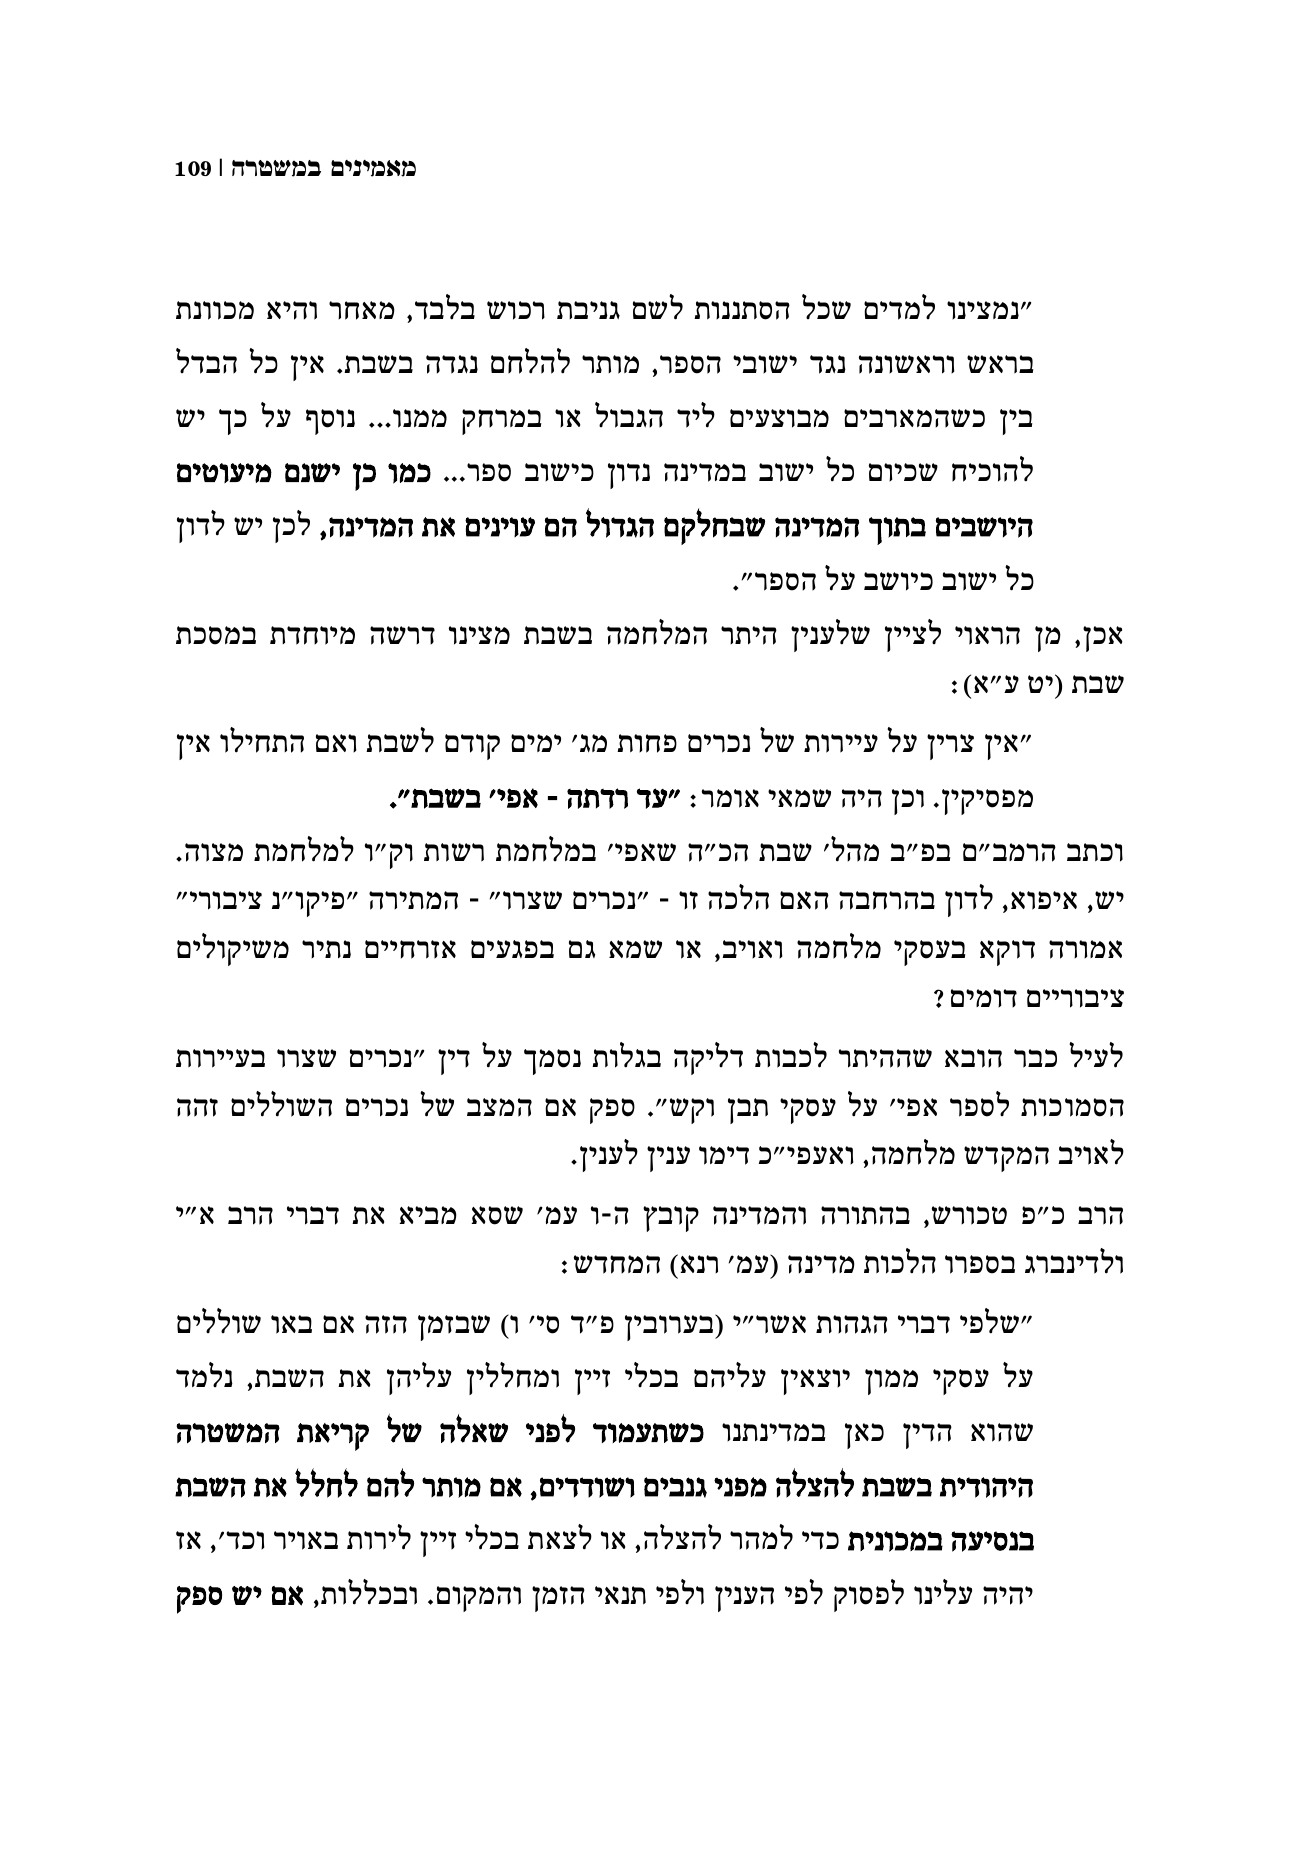 מאמינים במשטרה | 109
״נמצינו למדים שכל הסתננות לשם גניבת רכוש בלבד, מאחר והיא מכוונת
בראש וראשונה נגד ישובי הספר, מותר להלחם נגדה בשבת. אין כל הבדל
בין כשהמארבים מבוצעים ליד הגבול או במרחק ממנו... נוסף על כך יש
להוכיח שכיום כל ישוב במדינה נדון כישוב ספר... כמו כן ישנם מיעוטים
היושבים בתוך המדינה שבחלקם הגדול הם עוינים את המדינה, לכן יש לדון
כל ישוב כיושב על הספר״.
אכן, מן הראוי לציין שלענין היתר המלחמה בשבת מצינו דרשה מיוחדת במסכת
שבת (יט ע״א):
״אין צרין על עיירות של נכרים פחות מג׳ ימים קודם לשבת ואם התחילו אין
מפסיקין. וכן היה שמאי אומר: ״עד רדתה - אפי׳ בשבת״.
וכתב הרמב״ם בפ״ב מהל׳ שבת הכ״ה שאפי׳ במלחמת רשות וק״ו למלחמת מצוה.
יש, איפוא, לדון בהרחבה האם הלכה זו - ״נכרים שצרו״ - המתירה ״פיקו״נ ציבורי״
אמורה דוקא בעסקי מלחמה ואויב, או שמא גם בפגעים אזרחיים נתיר משיקולים
ציבוריים דומים?
לעיל כבר הובא שההיתר לכבות דליקה בגלות נסמך על דין ״נכרים שצרו בעיירות
הסמוכות לספר אפי׳ על עסקי תבן וקש״. ספק אם המצב של נכרים השוללים זהה
לאויב המקדש מלחמה, ואעפי״כ דימו ענין לענין.
הרב כ״פ טכורש, בהתורה והמדינה קובץ ה-ו עמ׳ שסא מביא את דברי הרב א״י
ולדינברג בספרו הלכות מדינה (עמ׳ רנא) המחדש:
״שלפי דברי הגהות אשר״י (בערובין פ״ד סי׳ ו) שבזמן הזה אם באו שוללים
על עסקי ממון יוצאין עליהם בכלי זיין ומחללין עליהן את השבת, נלמד
שהוא הדין כאן במדינתנו כשתעמוד לפני שאלה של קריאת המשטרה
היהודית בשבת להצלה מפני גנבים ושודדים, אם מותר להם לחלל את השבת
בנסיעה במכונית כדי למהר להצלה, או לצאת בכלי זיין לירות באויר וכד׳, אז
יהיה עלינו לפסוק לפי הענין ולפי תנאי הזמן והמקום. ובכללות, אם יש ספק